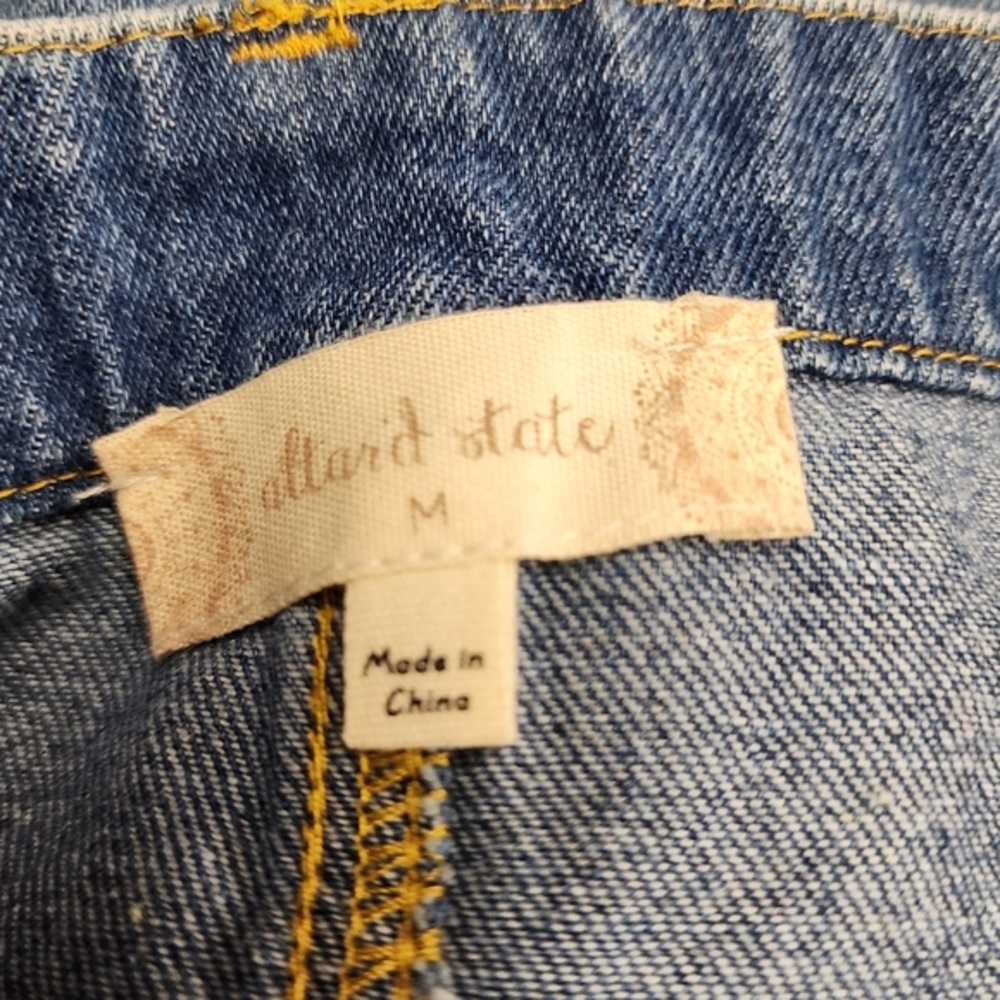 altar'd state
M
Made in
China